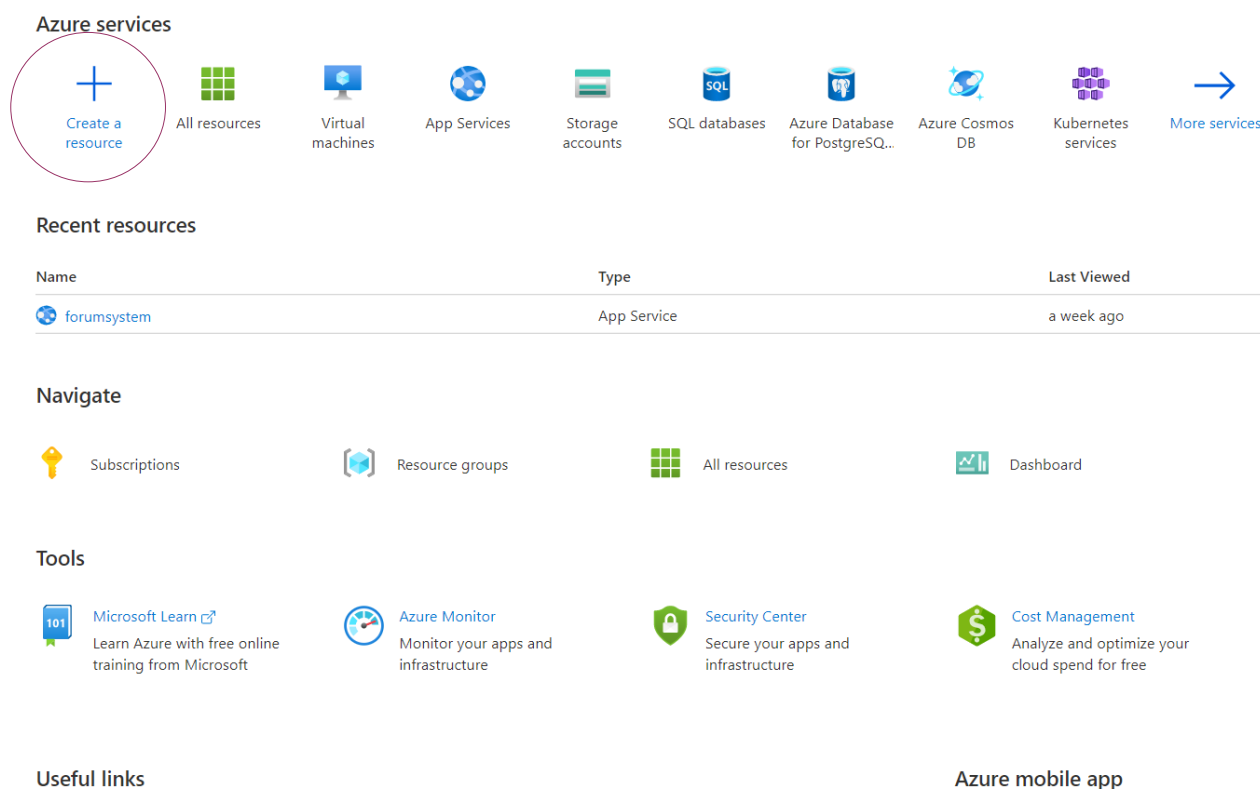 Azure services
Create a
resource
All resources
Virtual
machines
App Services
Storage
accounts
SQL
SQL databases
Azure Database
for PostgreSQ...
Azure Cosmos
DB
Kubernetes
services
More services
Recent resources
Name Type Last Viewed
forumsystem App Service a week ago
Navigate
Subscriptions Resource groups All resources Dashboard
Tools
101
Microsoft Learn
Learn Azure with free online
training from Microsoft
Azure Monitor
Monitor your apps and
infrastructure
Security Center
Secure your apps and
infrastructure
$
Cost Management
Analyze and optimize your
cloud spend for free
Useful links Azure mobile app